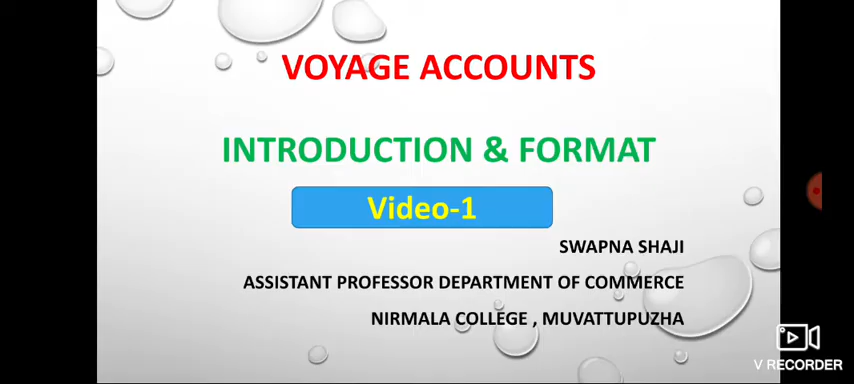 VOYAGE ACCOUNTS
INTRODUCTION & FORMAT
Video-1
SWAPNA SHAJI
ASSISTANT PROFESSOR DEPARTMENT OF COMMERCE
NIRMALA COLLEGE , MUVATTUPUZHA
V RECORDER